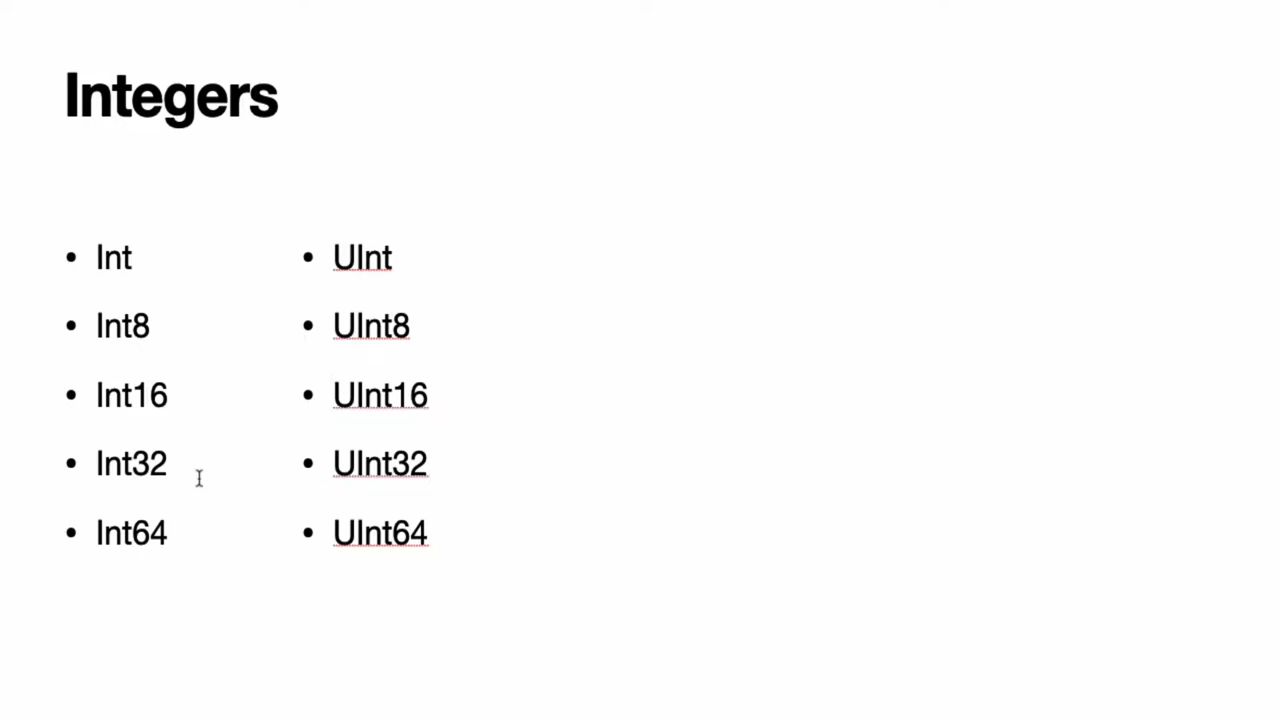 Integers
• Int
• Int8
• Int16
• Int32
• Int64
• UInt
• UInt8
• UInt16
• UInt32
• UInt64